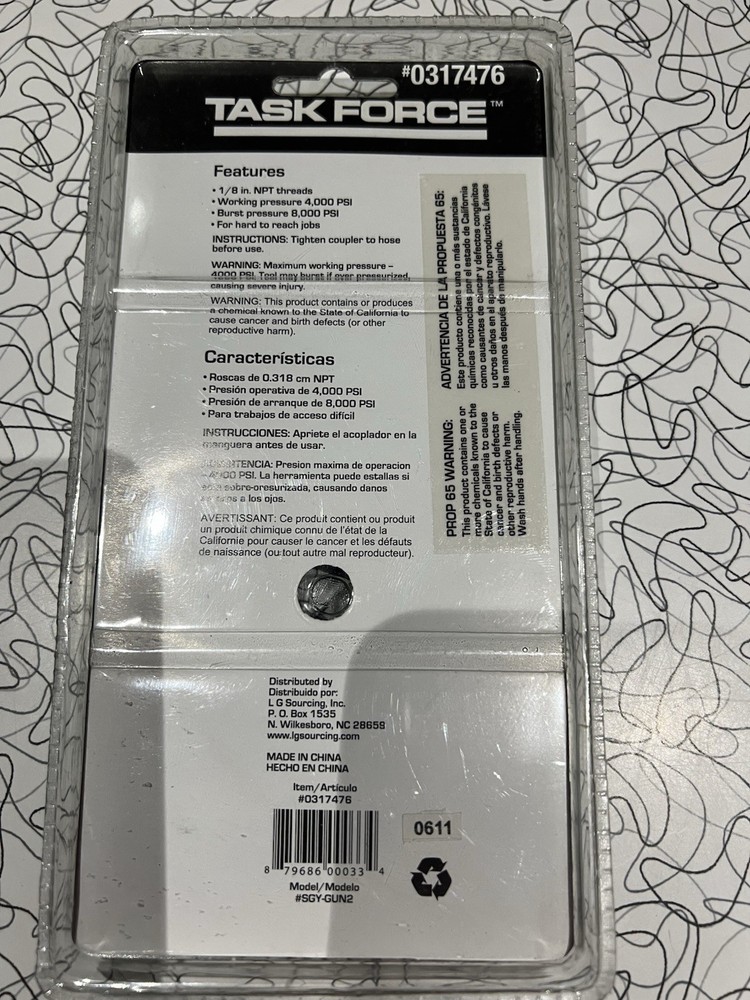 #0317476
TASK FORCE™
Features
• 1/8 in. NPT threads
• Working pressure 4,000 PSI
• Burst pressure 8,000 PSI
• For hard to reach jobs
INSTRUCTIONS: Tighten coupler to hose
before use.
WARNING: Maximum working pressure –
4000 PSI. Tool may burst if over pressurized,
causing severe injury.
WARNING: This product contains or produces
a chemical known to the State of California to
cause cancer and birth defects (or other
reproductive harm).
Características
• Roscas de 0.318 cm NPT
• Presión operativa de 4,000 PSI
• Presión de arranque de 8,000 PSI
• Para trabajos de acceso difícil
INSTRUCCIONES: Apriete el acoplador en la
manguera antes de usar.
ADVERTENCIA: Presion maxima de operacion
– 4000 PSI. La herramienta puede estallas si
sobre-presurizada, causando danos
a los ojos.
AVERTISSANT: Ce produit contient ou produit
un produit chimique connu de l'état de la
Californie pour causer le cancer et les défauts
de naissance (ou tout autre mal reproducteur).
ADVERTENCIA DE LA PROPUESTA 65:
Este producto contiene uno o más sustancias
químicas reconocidas por el estado de California
como causantes de cáncer y defectos congénitos
u otros daños en el aparato reproductivo. Lávese
las manos después de manipularlo.
PROP 65 WARNING:
This product contains one or
more chemicals known to the
State of California to cause
cancer and birth defects or
other reproductive harm.
Wash hands after handling.
Distributed by
Distribuido por:
L G Sourcing, Inc.
P. O. Box 1535
N. Wilkesboro, NC 28659
www.lgsourcing.com
MADE IN CHINA
HECHO EN CHINA
Item/Artículo
#0317476
0611
8 79686 00033 4
Model/Modelo
#SGY-GUN2